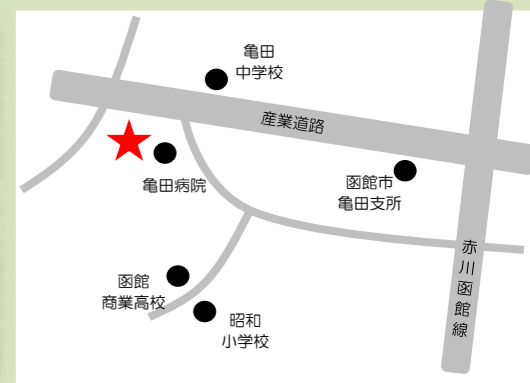 亀田
中学校
産業道路
亀田病院
函館市
亀田支所
赤川函館線
函館
商業高校
昭和
小学校